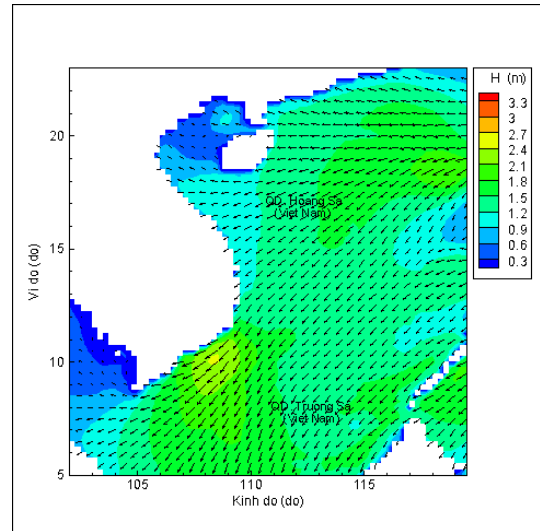 H (m)
3.3
3
2.7
2.4
2.1
1.8
1.5
1.2
0.9
0.6
0.3
20
15
10
5
Vi do (do)
QD. Hoang Sa
(Viet Nam)
QD. Truong Sa
(Viet Nam)
105
110
115
Kinh do (do)